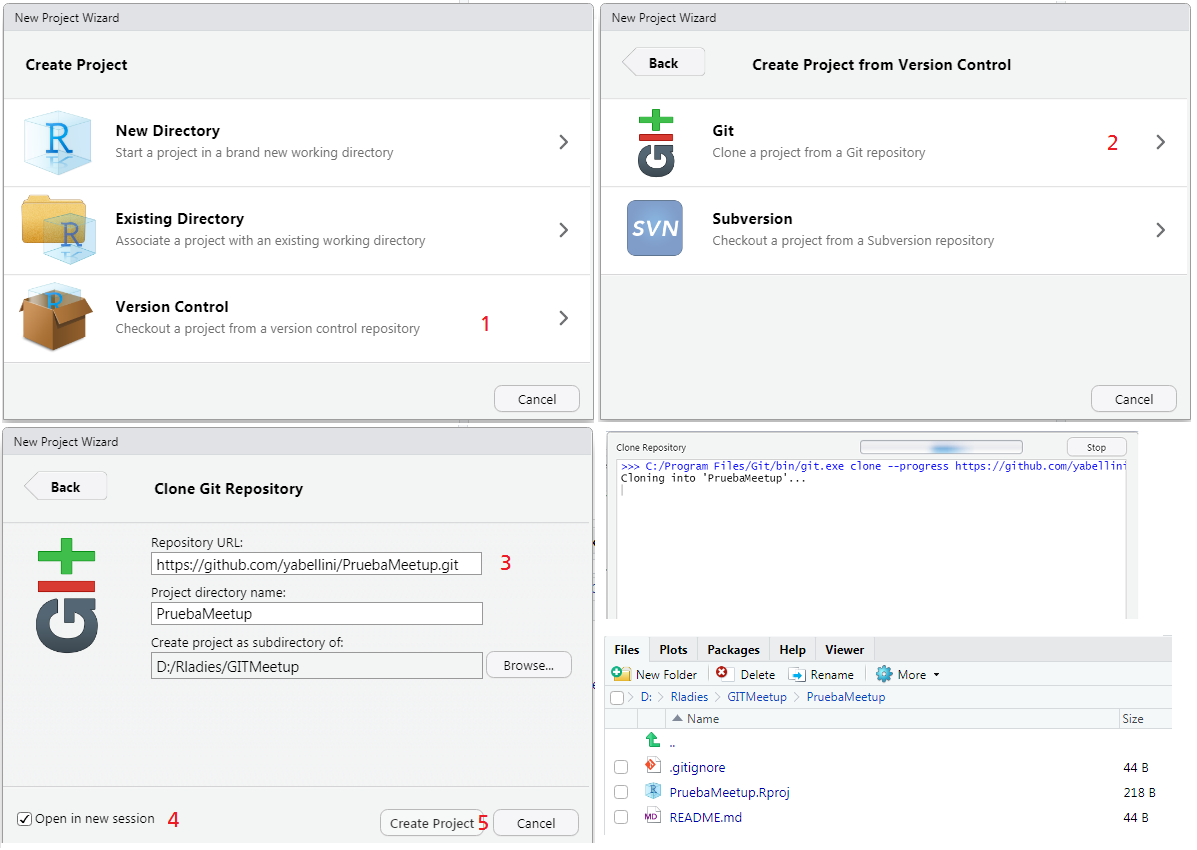 New Project Wizard
Create Project
R
New Directory
Start a project in a brand new working directory
R
Existing Directory
Associate a project with an existing working directory
R
Version Control
Checkout a project from a version control repository
1
Cancel
New Project Wizard
Back
Create Project from Version Control
git
Git
Clone a project from a Git repository
2
SVN
Subversion
Checkout a project from a Subversion repository
Cancel
New Project Wizard
Back
Clone Git Repository
git
Repository URL:
https://github.com/yabellini/PruebaMeetup.git
3
Project directory name:
PruebaMeetup
Create project as subdirectory of:
D:/Rladies/GITMeetup
Browse...
Open in new session
4
Create Project
5
Cancel
Clone Repository
Stop
>>> C:/Program Files/Git/bin/git.exe clone --progress https://github.com/yabellini
Cloning into 'PruebaMeetup'...
Files Plots Packages Help Viewer
New Folder Delete Rename More
D: Rladies GITMeetup PruebaMeetup
Name Size
..
.gitignore 44 B
R PruebaMeetup.Rproj 218 B
MD README.md 44 B